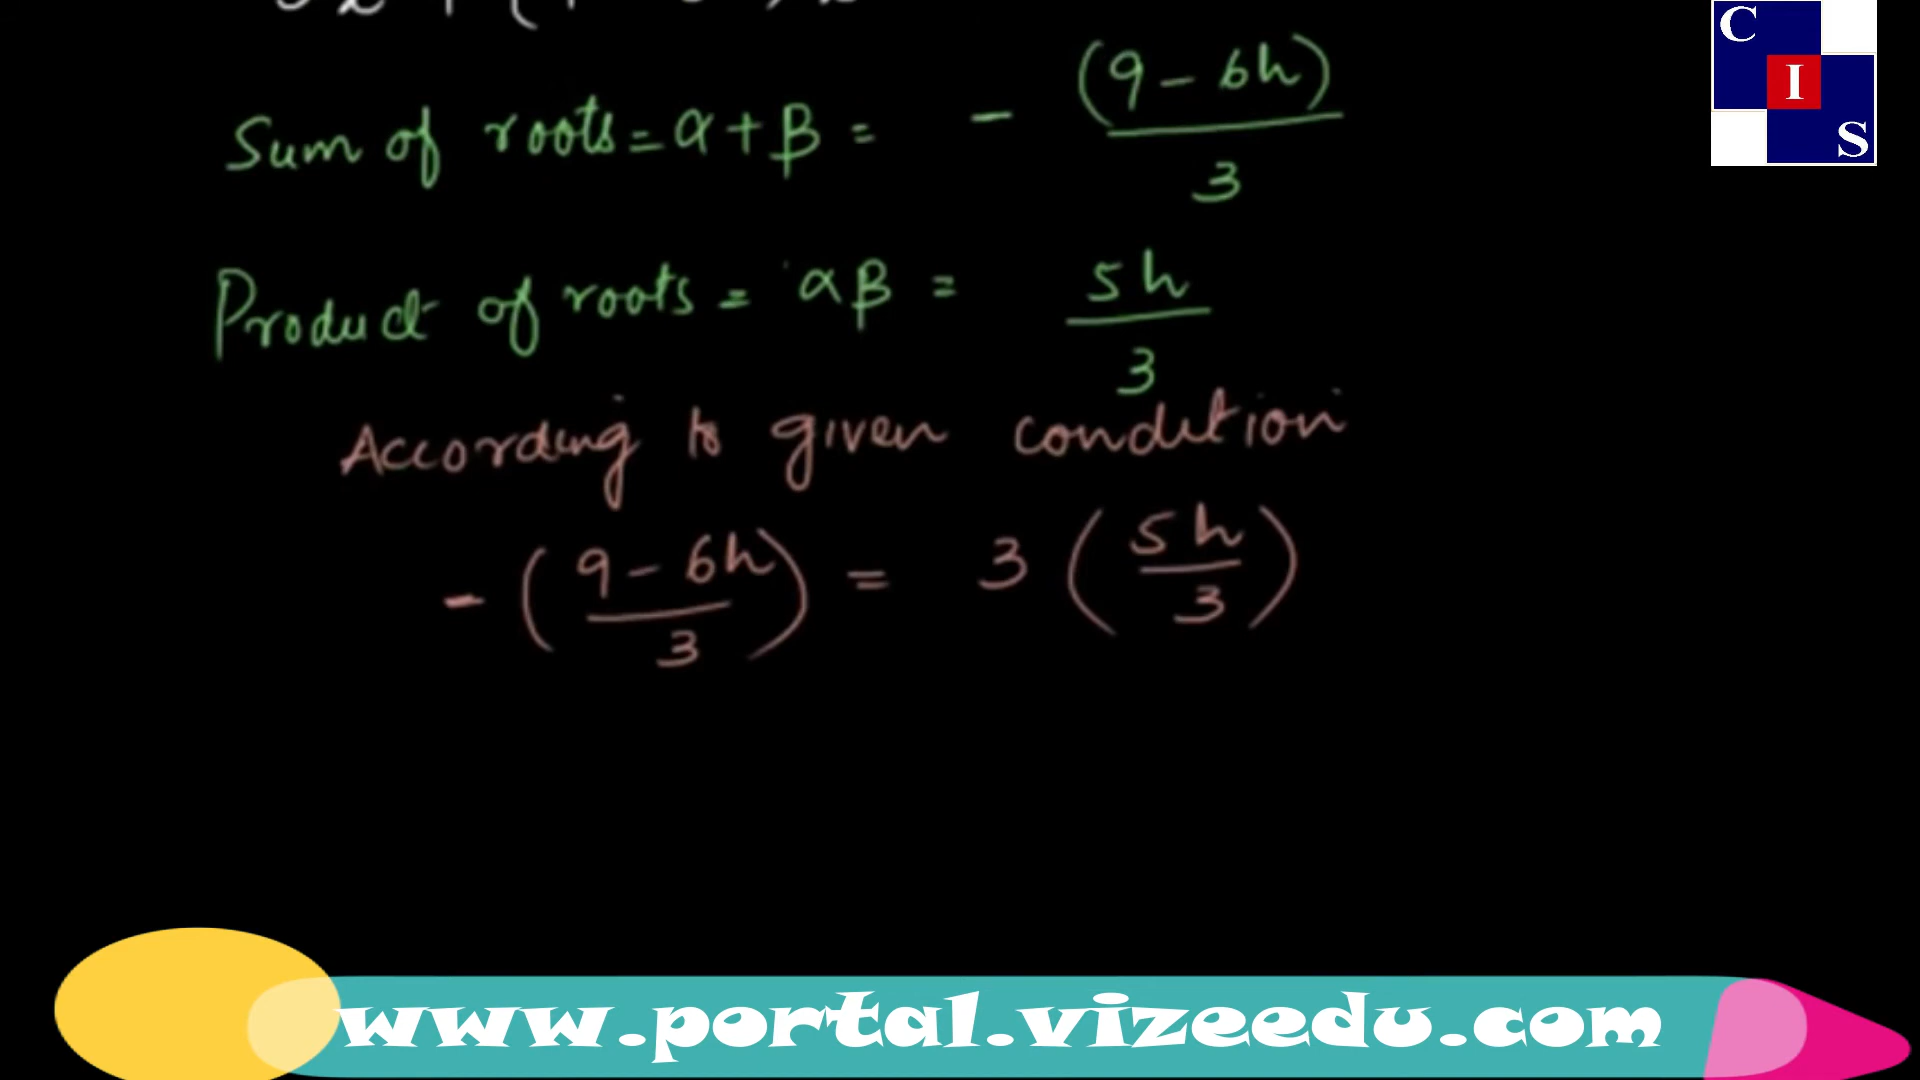 C
I
S
Sum of roots = α + β = - (9 - 6h) / 3
Product of roots = αβ = 5h / 3
According to given condition
- (9 - 6h / 3) = 3 (5h / 3)
www.portal.vizeedu.com